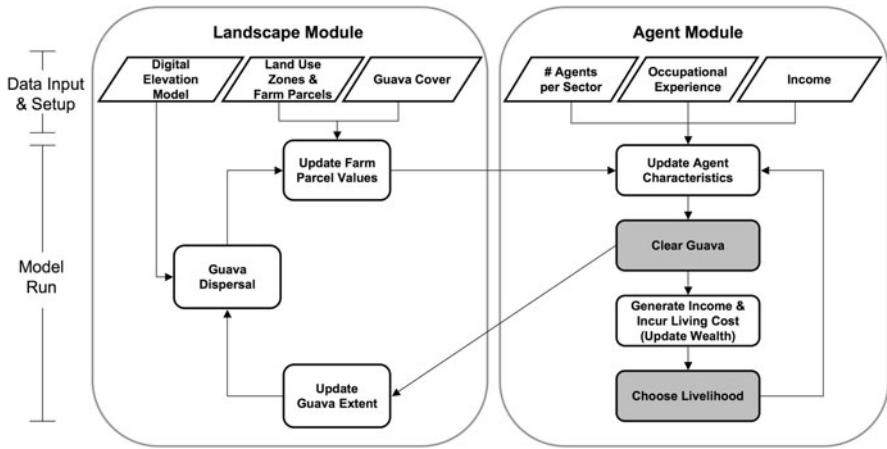 Landscape Module
Agent Module
Data Input
& Setup
Digital
Elevation
Model
Land Use
Zones &
Farm Parcels
Guava Cover
# Agents
per Sector
Occupational
Experience
Income
Update Farm
Parcel Values
Update Agent
Characteristics
Model
Run
Guava
Dispersal
Clear Guava
Generate Income &
Incur Living Cost
(Update Wealth)
Update
Guava Extent
Choose Livelihood